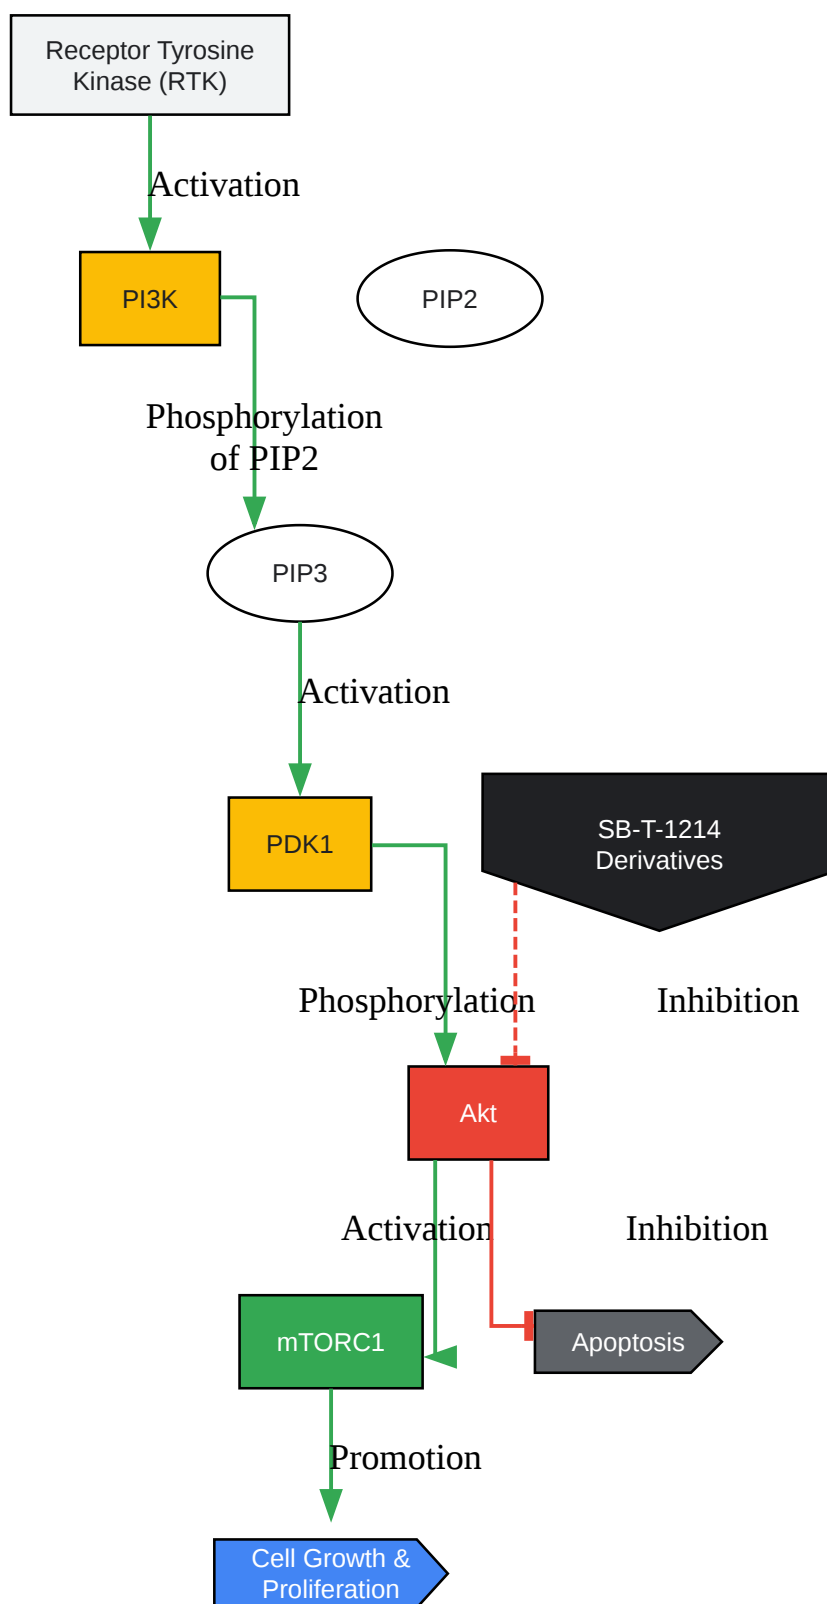 Receptor Tyrosine
Kinase (RTK)
Activation
PI3K
PIP2
Phosphorylation
of PIP2
PIP3
Activation
PDK1
SB-T-1214
Derivatives
Phosphorylation
Inhibition
Akt
Activation
Inhibition
mTORC1
Apoptosis
Promotion
Cell Growth &
Proliferation